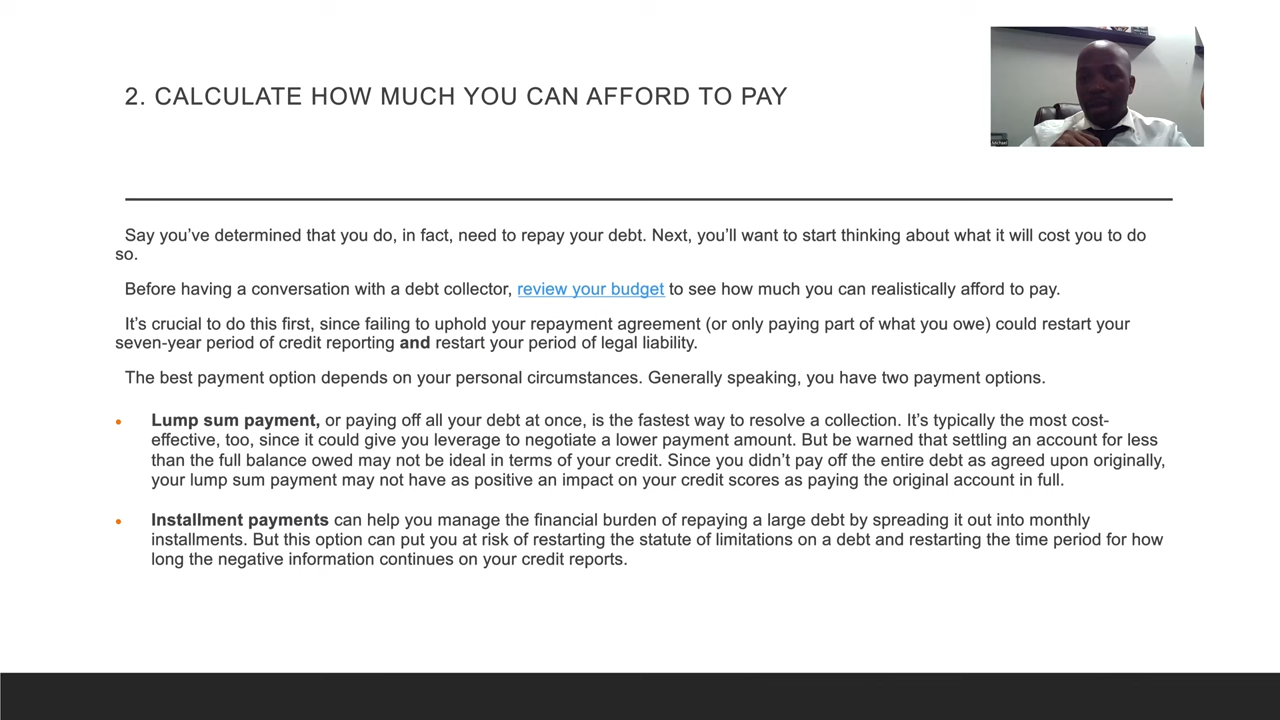 2. CALCULATE HOW MUCH YOU CAN AFFORD TO PAY
Michael
Say you’ve determined that you do, in fact, need to repay your debt. Next, you’ll want to start thinking about what it will cost you to do
so.
Before having a conversation with a debt collector, review your budget to see how much you can realistically afford to pay.
It’s crucial to do this first, since failing to uphold your repayment agreement (or only paying part of what you owe) could restart your
seven-year period of credit reporting and restart your period of legal liability.
The best payment option depends on your personal circumstances. Generally speaking, you have two payment options.
• Lump sum payment, or paying off all your debt at once, is the fastest way to resolve a collection. It’s typically the most cost-
effective, too, since it could give you leverage to negotiate a lower payment amount. But be warned that settling an account for less
than the full balance owed may not be ideal in terms of your credit. Since you didn’t pay off the entire debt as agreed upon originally,
your lump sum payment may not have as positive an impact on your credit scores as paying the original account in full.
• Installment payments can help you manage the financial burden of repaying a large debt by spreading it out into monthly
installments. But this option can put you at risk of restarting the statute of limitations on a debt and restarting the time period for how
long the negative information continues on your credit reports.